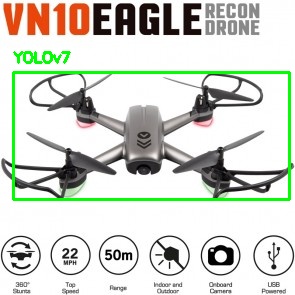 VN10EAGLE RECON
DRONE
YOLOv7
22
MPH
50m
360°
Stunts
Top
Speed
Range
Indoor and
Outdoor
Onboard
Camera
USB
Powered